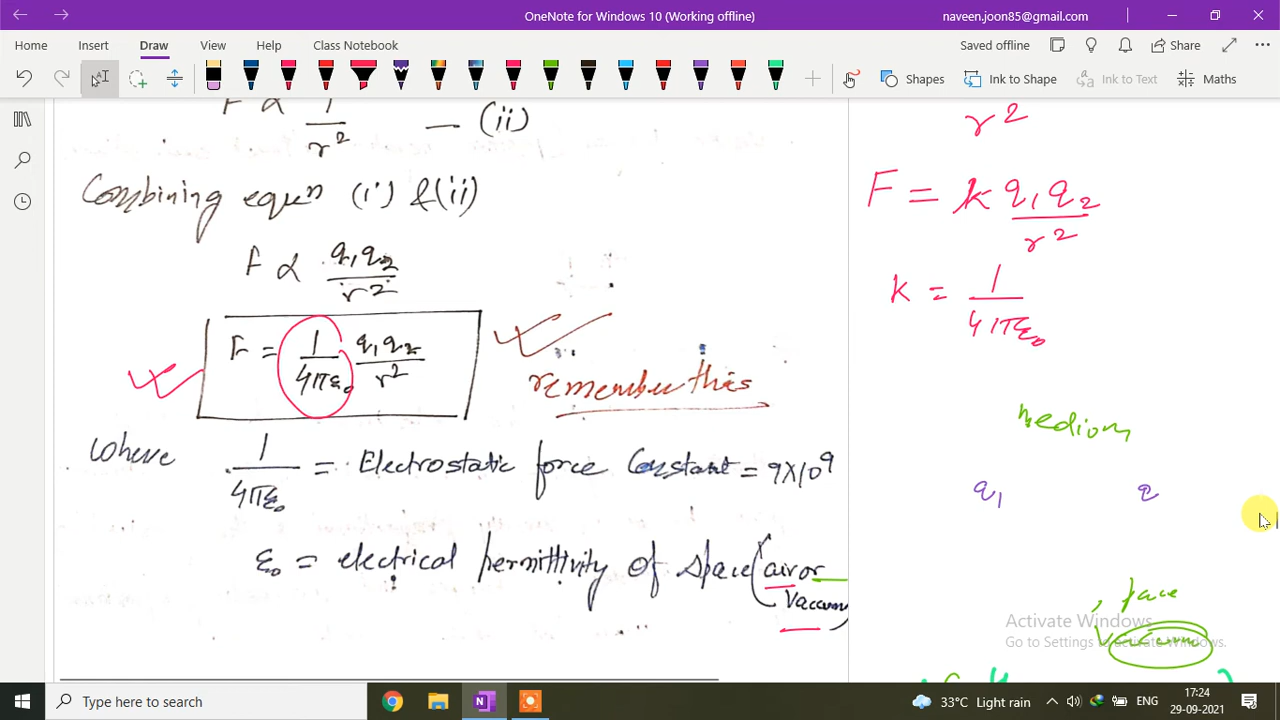 OneNote for Windows 10 (Working offline)
naveen.joon85@gmail.com
Home Insert Draw View Help Class Notebook
Saved offline
Share
Shapes
Ink to Shape
Ink to Text
Maths
F ∝ 1/r² — (ii)
Combining equⁿ (i) & (ii)
F ∝ q₁q₂/r²
F = 1/4πε₀ q₁q₂/r²
remember this
where 1/4πε₀ = Electrostatic force Constant = 9×10⁹
ε₀ = electrical permittivity of space (air or
Vaccum)
r²
F = k q₁q₂/r²
k = 1/4πε₀
medium
q₁ q
Activate Windows
Go to Settings to activate Windows.
Type here to search
33°C Light rain
ENG
17:24
29-09-2021